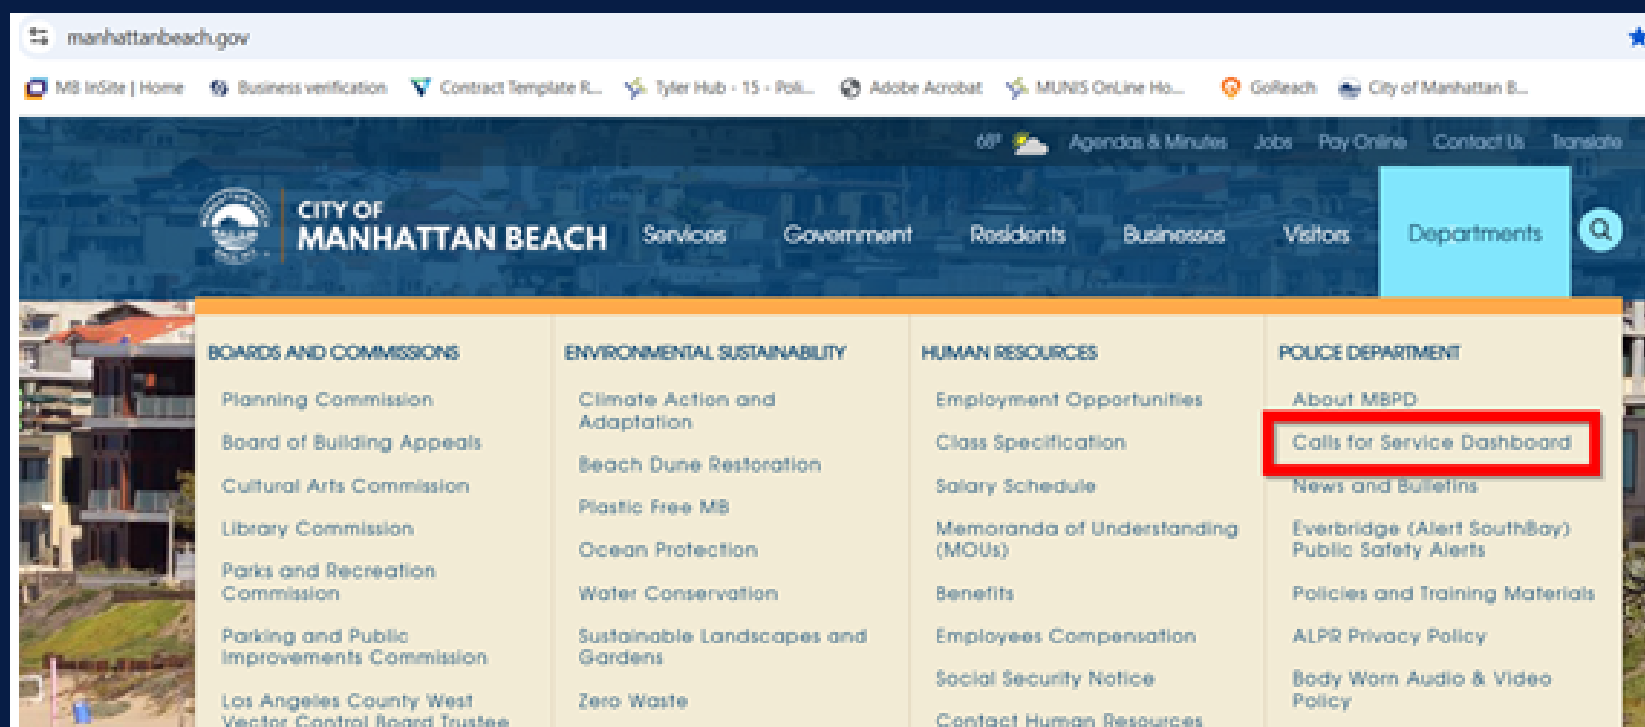 manhattanbeach.gov
MB InSite | Home Business verification Contract Template R... Tyler Hub - 15 - Poli... Adobe Acrobat MUNIS OnLine Ho... GoReach City of Manhattan B...
68° Agendas & Minutes Jobs Pay Online Contact Us Translate
CITY OF
MANHATTAN BEACH
Services Government Residents Businesses Visitors Departments
BOARDS AND COMMISSIONS
Planning Commission
Board of Building Appeals
Cultural Arts Commission
Library Commission
Parks and Recreation
Commission
Parking and Public
Improvements Commission
Los Angeles County West
Vector Control Board Trustee
ENVIRONMENTAL SUSTAINABILITY
Climate Action and
Adaptation
Beach Dune Restoration
Plastic Free MB
Ocean Protection
Water Conservation
Sustainable Landscapes and
Gardens
Zero Waste
HUMAN RESOURCES
Employment Opportunities
Class Specification
Salary Schedule
Memoranda of Understanding
(MOUs)
Benefits
Employees Compensation
Social Security Notice
Contact Human Resources
POLICE DEPARTMENT
About MBPD
Calls for Service Dashboard
News and Bulletins
Everbridge (Alert SouthBay)
Public Safety Alerts
Policies and Training Materials
ALPR Privacy Policy
Body Worn Audio & Video
Policy